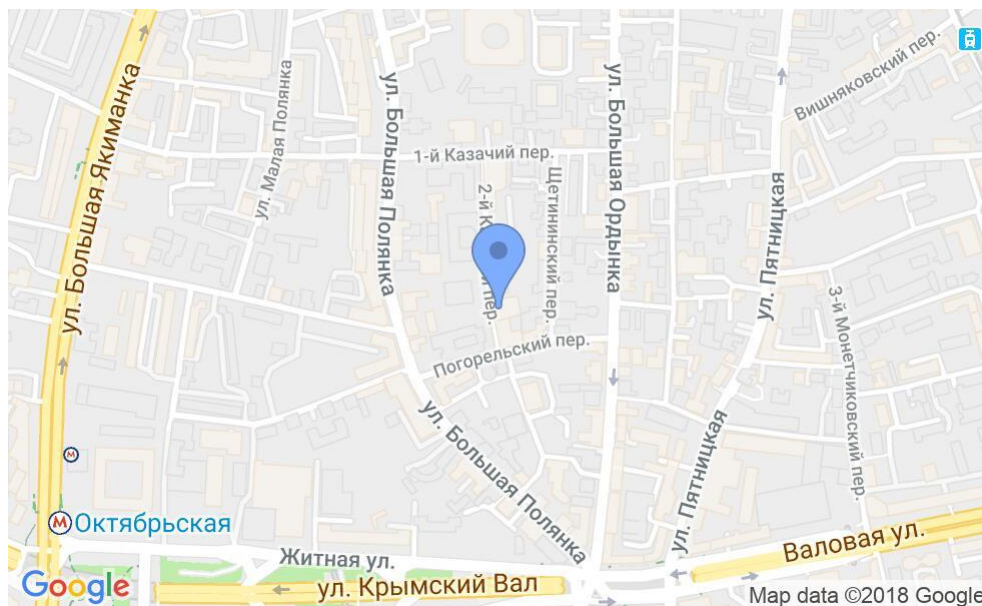 Вишняковский пер.
ул. Большая Якиманка
ул. Малая Полянка
ул. Большая Полянка
1-й Казачий пер.
ул. Большая Ордынка
ул. Пятницкая
Щетининский пер.
2-й К
й пер.
3-й Монетчиковский пер.
Погорельский пер.
ул. Большая Полянка
ул. Пятницкая
М
М Октябрьская
Житная ул.
Валовая ул.
ул. Крымский Вал
Google
Map data ©2018 Google